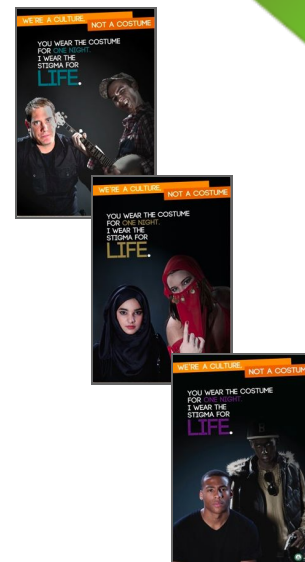 WE'RE A CULTURE, NOT A COSTUME
YOU WEAR THE COSTUME
FOR ONE NIGHT.
I WEAR THE
STIGMA FOR
LIFE.
WE'RE A CULTURE, NOT A COSTUME
YOU WEAR THE COSTUME
FOR ONE NIGHT.
I WEAR THE
STIGMA FOR
LIFE.
WE'RE A CULTURE, NOT A COSTUM
YOU WEAR THE COSTUME
FOR ONE NIGHT
I WEAR THE
STIGMA FOR
LIFE.